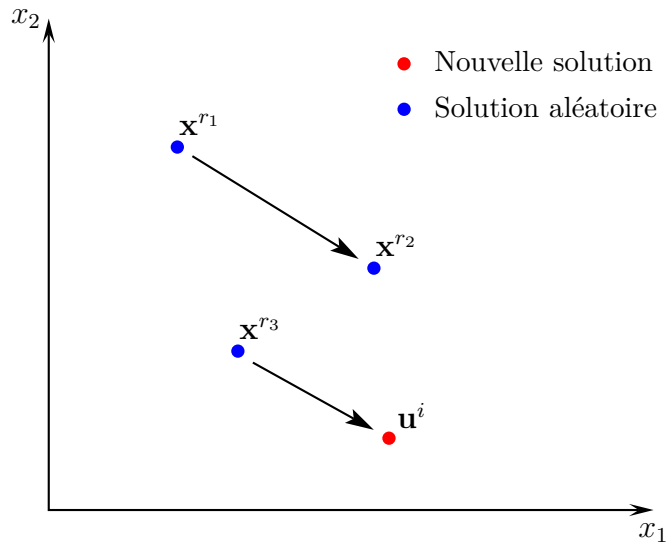 x₂
Nouvelle solution
Solution aléatoire
x^{r₁}
x^{r₂}
x^{r₃}
u^i
x₁